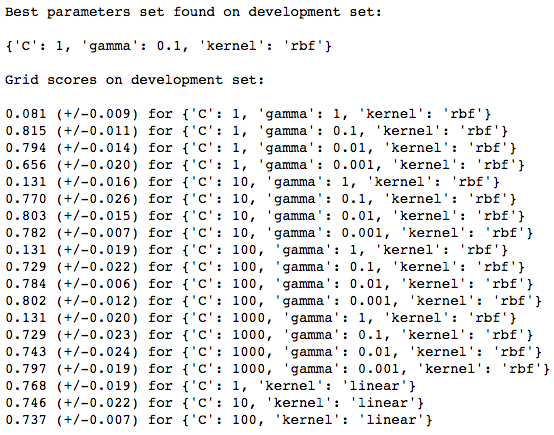 Best parameters set found on development set:
{'C': 1, 'gamma': 0.1, 'kernel': 'rbf'}
Grid scores on development set:
0.081 (+/-0.009) for {'C': 1, 'gamma': 1, 'kernel': 'rbf'}
0.815 (+/-0.011) for {'C': 1, 'gamma': 0.1, 'kernel': 'rbf'}
0.794 (+/-0.014) for {'C': 1, 'gamma': 0.01, 'kernel': 'rbf'}
0.656 (+/-0.020) for {'C': 1, 'gamma': 0.001, 'kernel': 'rbf'}
0.131 (+/-0.016) for {'C': 10, 'gamma': 1, 'kernel': 'rbf'}
0.770 (+/-0.026) for {'C': 10, 'gamma': 0.1, 'kernel': 'rbf'}
0.803 (+/-0.015) for {'C': 10, 'gamma': 0.01, 'kernel': 'rbf'}
0.782 (+/-0.007) for {'C': 10, 'gamma': 0.001, 'kernel': 'rbf'}
0.131 (+/-0.019) for {'C': 100, 'gamma': 1, 'kernel': 'rbf'}
0.729 (+/-0.022) for {'C': 100, 'gamma': 0.1, 'kernel': 'rbf'}
0.784 (+/-0.006) for {'C': 100, 'gamma': 0.01, 'kernel': 'rbf'}
0.802 (+/-0.012) for {'C': 100, 'gamma': 0.001, 'kernel': 'rbf'}
0.131 (+/-0.020) for {'C': 1000, 'gamma': 1, 'kernel': 'rbf'}
0.729 (+/-0.023) for {'C': 1000, 'gamma': 0.1, 'kernel': 'rbf'}
0.743 (+/-0.024) for {'C': 1000, 'gamma': 0.01, 'kernel': 'rbf'}
0.797 (+/-0.019) for {'C': 1000, 'gamma': 0.001, 'kernel': 'rbf'}
0.768 (+/-0.019) for {'C': 1, 'kernel': 'linear'}
0.746 (+/-0.022) for {'C': 10, 'kernel': 'linear'}
0.737 (+/-0.007) for {'C': 100, 'kernel': 'linear'}